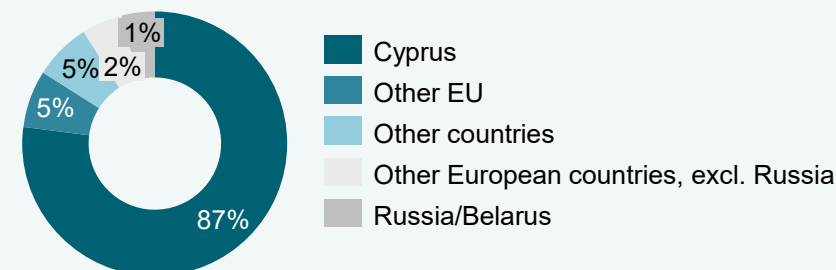 1%
5%
2%
5%
87%
Cyprus
Other EU
Other countries
Other European countries, excl. Russia
Russia/Belarus